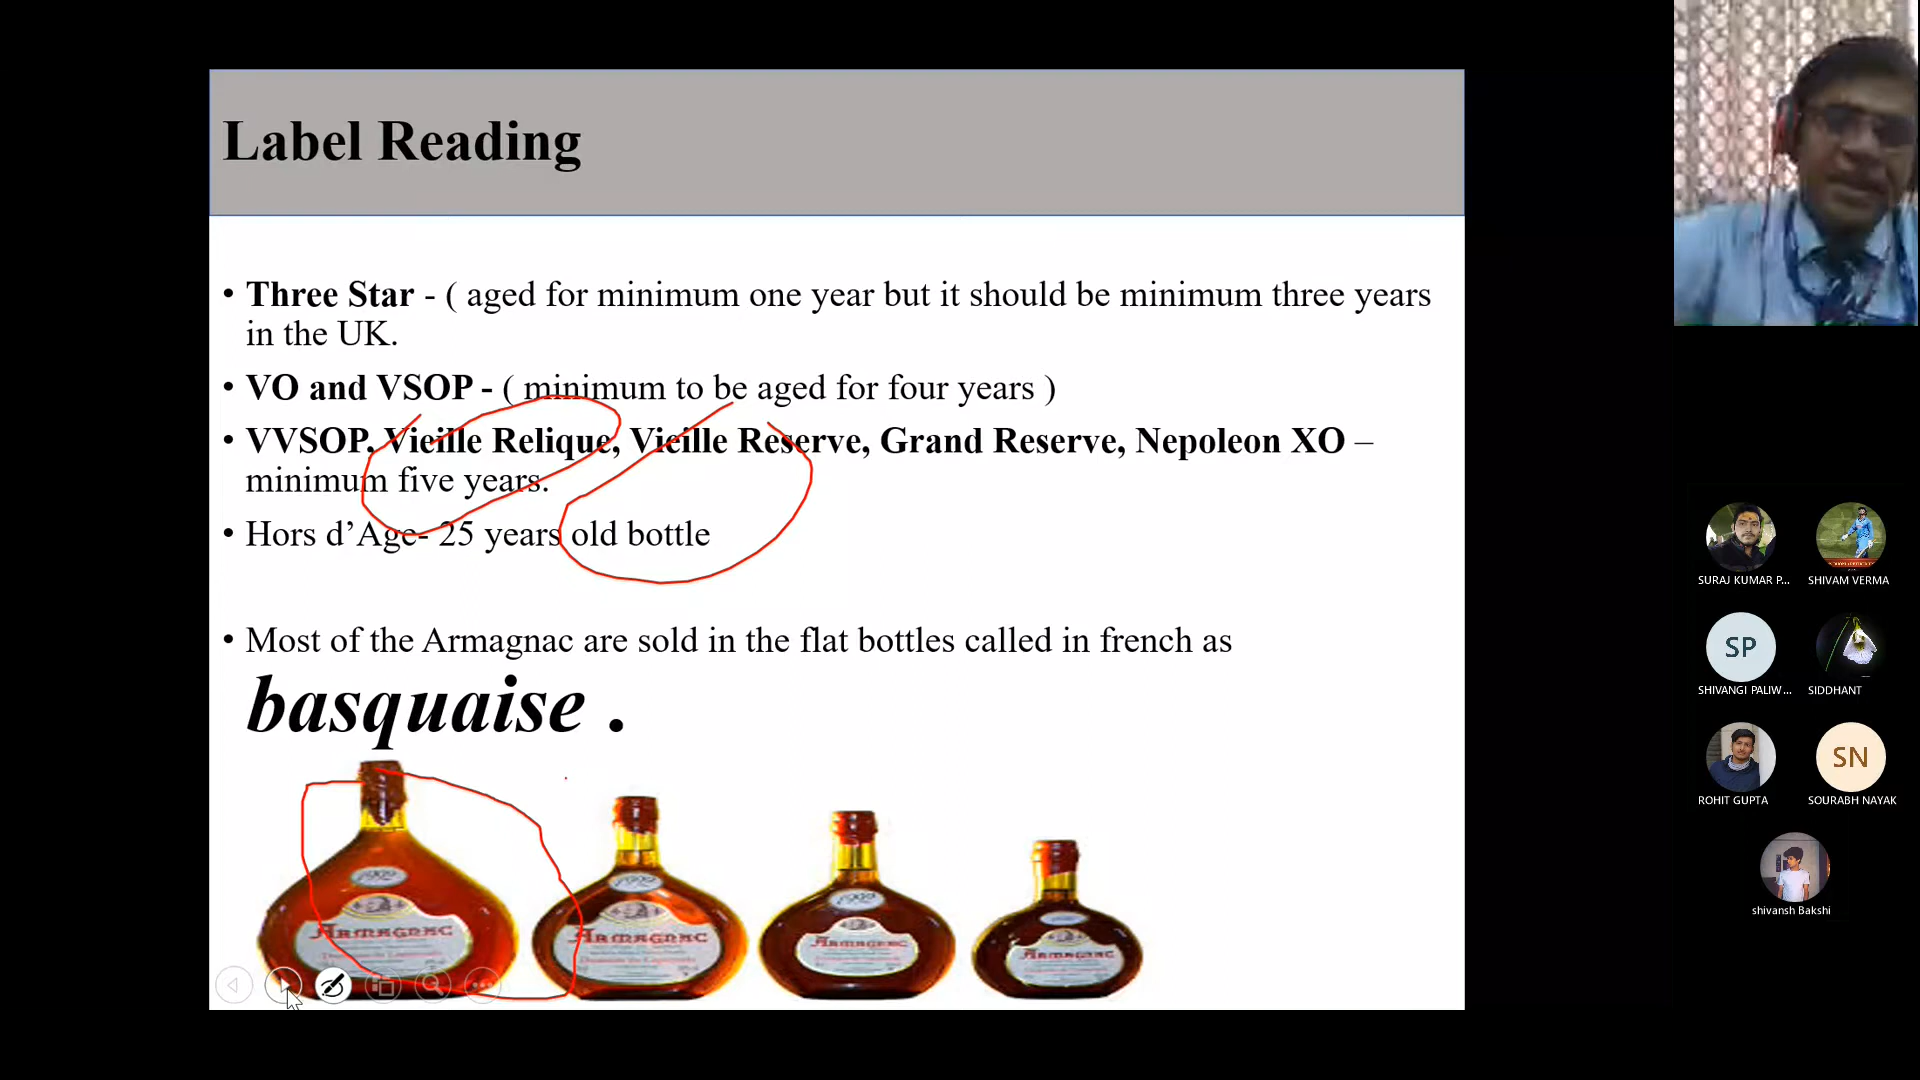 Label Reading
• Three Star - ( aged for minimum one year but it should be minimum three years
in the UK.
• VO and VSOP - ( minimum to be aged for four years )
• VVSOP, Vieille Relique, Vieille Reserve, Grand Reserve, Nepoleon XO –
minimum five years.
• Hors d’Age- 25 years old bottle
• Most of the Armagnac are sold in the flat bottles called in french as
basquaise .
1992
ARMAGNAC
1992
ARMAGNAC
ARMAGNAC
ARMAGNAC
SURAJ KUMAR P...
SHIVAM VERMA
SP
SHIVANGI PALIW...
SIDDHANT
ROHIT GUPTA
SN
SOURABH NAYAK
shivansh Bakshi